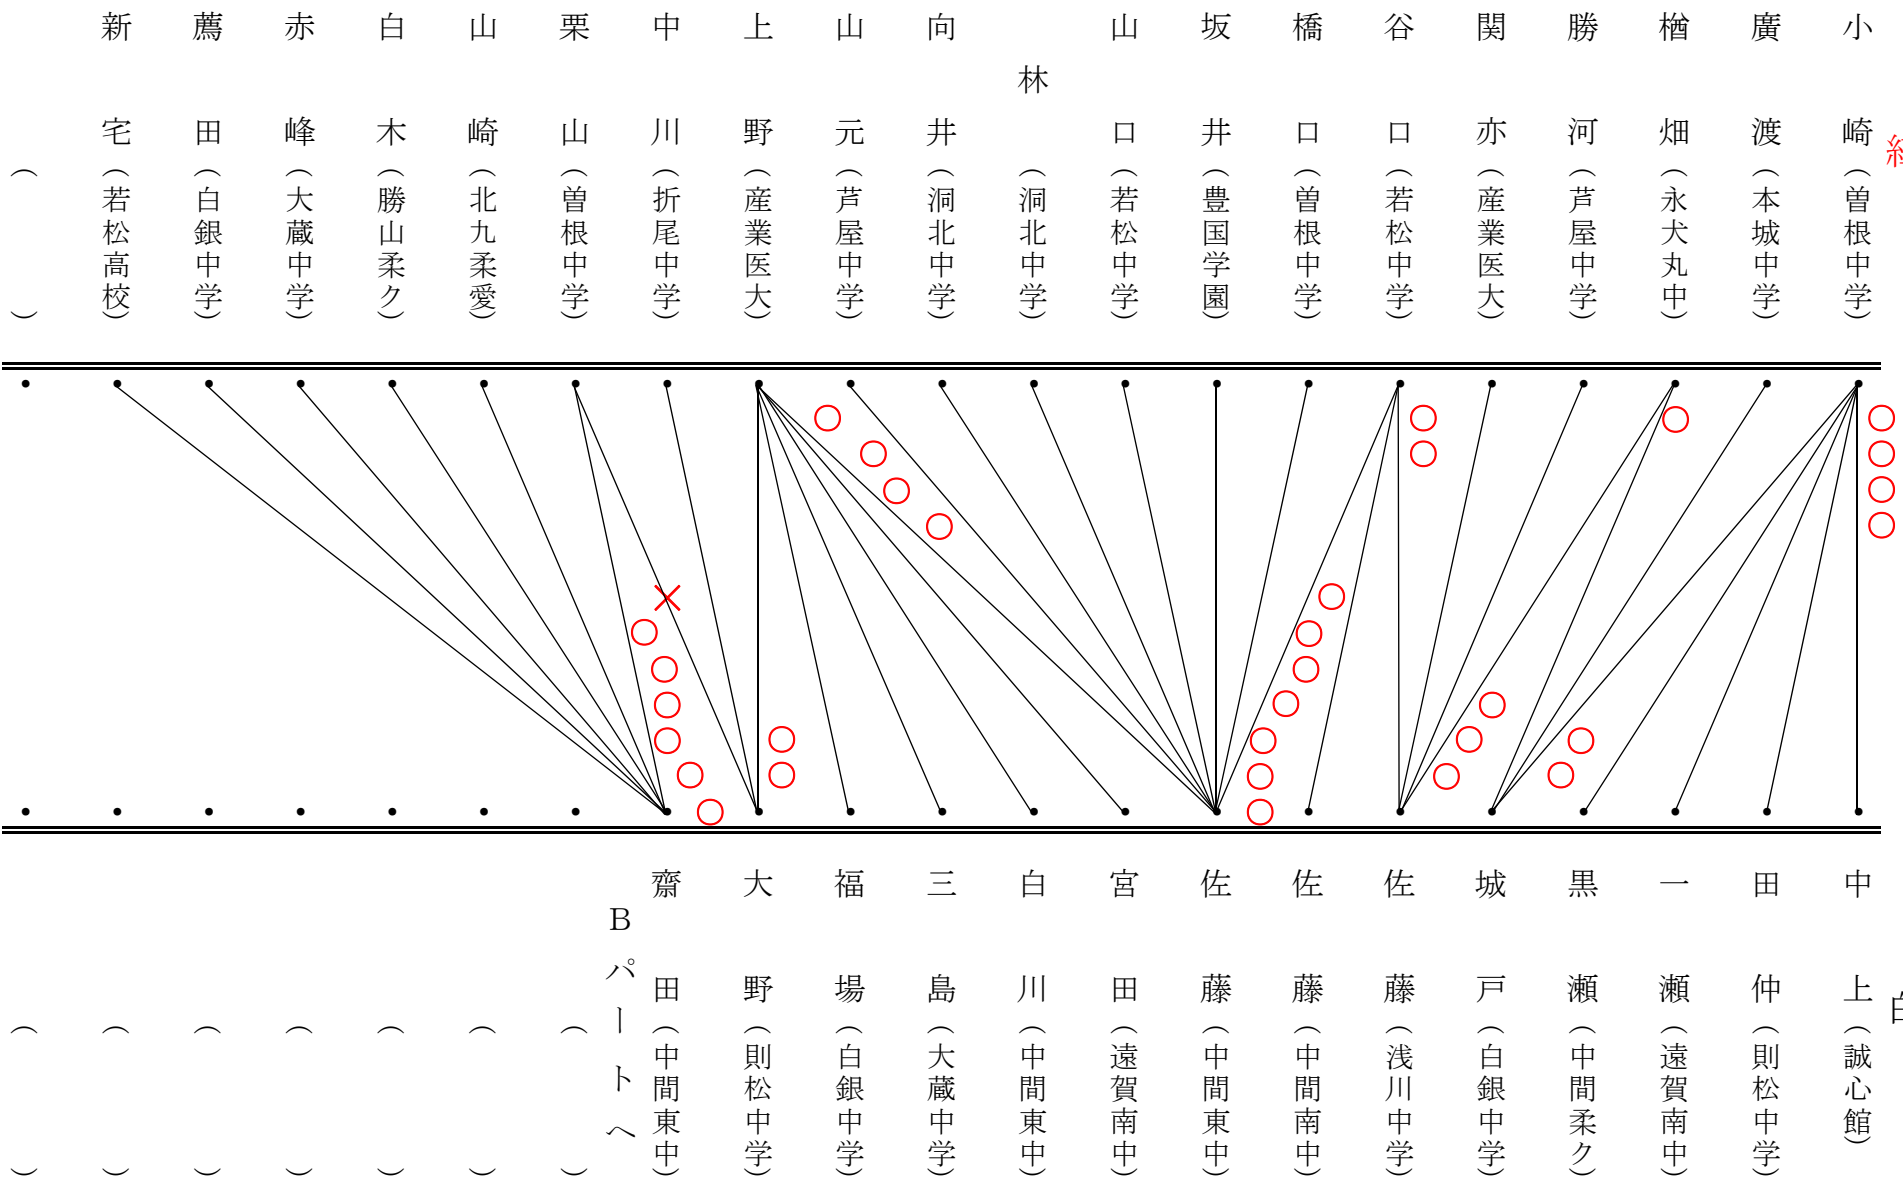 紅
小崎（曽根中学）
廣渡（本城中学）
楢畑（永犬丸中）
勝河（芦屋中学）
関亦（産業医大）
谷口（若松中学）
橋口（曽根中学）
坂井（豊国学園）
山口（若松中学）
林（洞北中学）
向井（洞北中学）
山元（芦屋中学）
上野（産業医大）
中川（折尾中学）
栗山（曽根中学）
山崎（北九柔愛）
白木（勝山柔ク）
赤峰（大蔵中学）
薦田（白銀中学）
新宅（若松高校）
（　）
白
中上（誠心館）
田仲（則松中学）
一瀬（遠賀南中）
黒瀬（中間柔ク）
城戸（白銀中学）
佐藤（浅川中学）
佐藤（中間南中）
佐藤（中間東中）
宮田（遠賀南中）
白川（中間東中）
三島（大蔵中学）
福場（白銀中学）
大野（則松中学）
齋田（中間東中）
Bパートへ
（　）
（　）
（　）
（　）
（　）
（　）
（　）